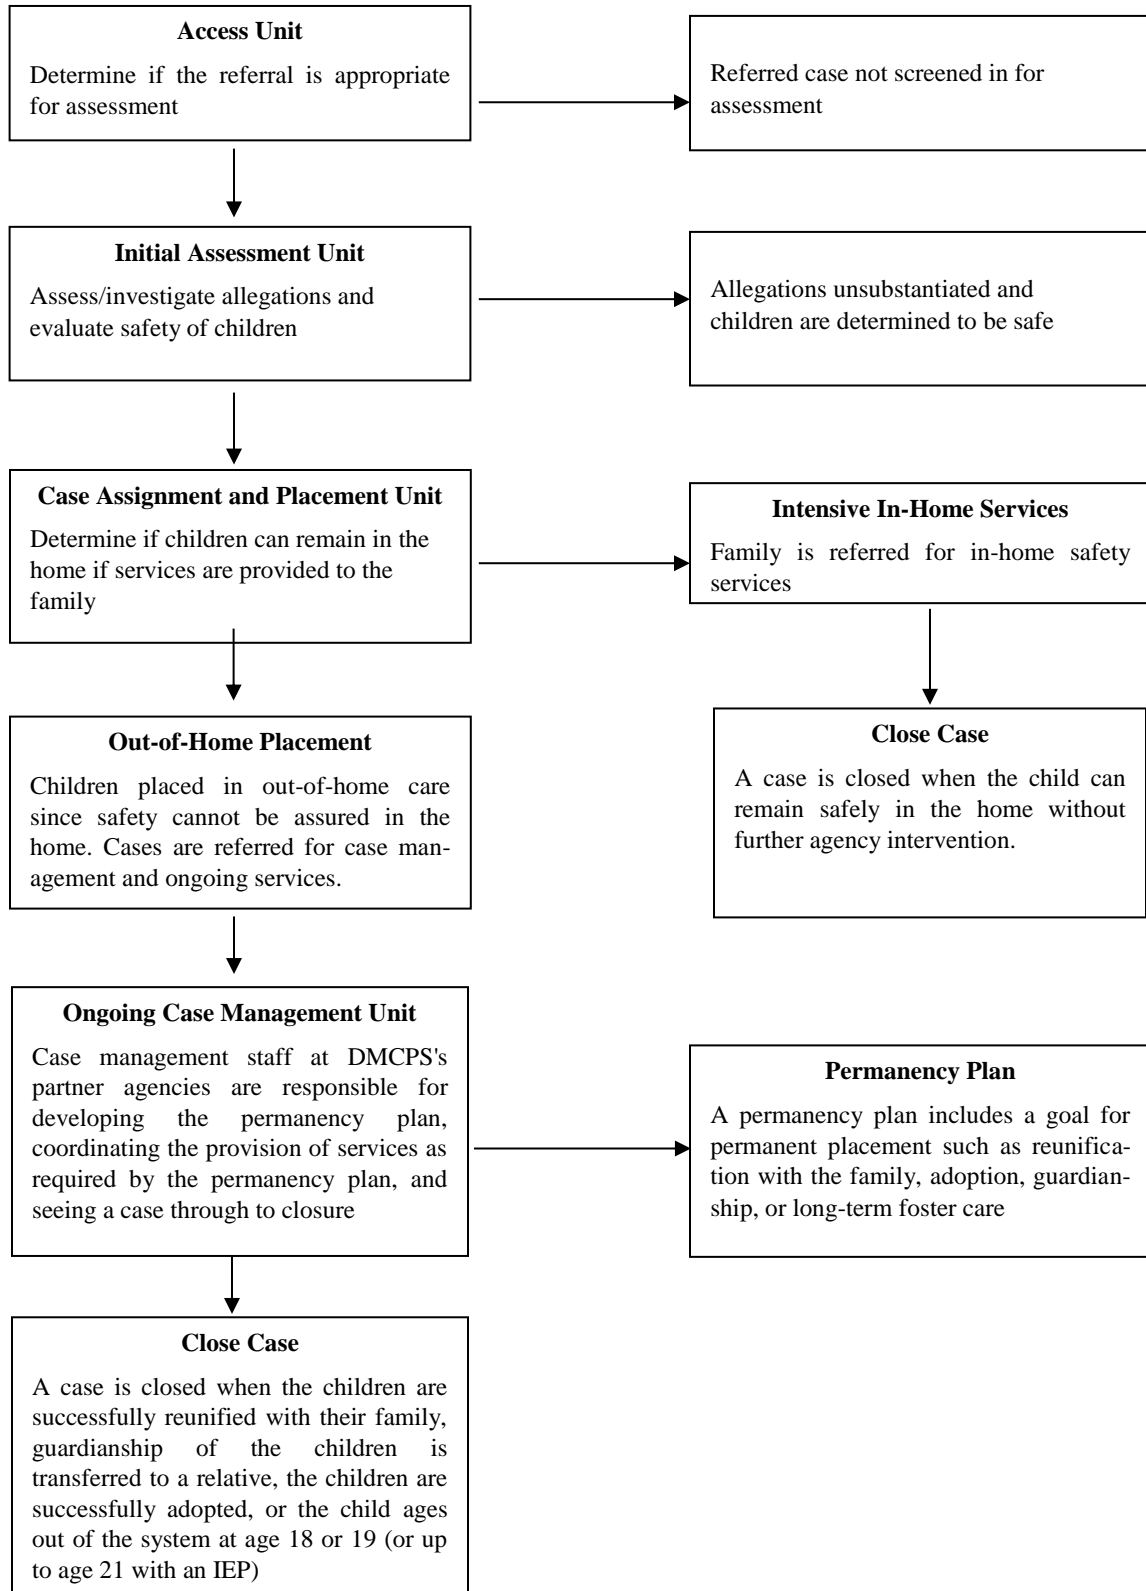 Access Unit
Determine if the referral is appropriate
for assessment
Referred case not screened in for
assessment
Initial Assessment Unit
Assess/investigate allegations and
evaluate safety of children
Allegations unsubstantiated and
children are determined to be safe
Case Assignment and Placement Unit
Determine if children can remain in the
home if services are provided to the
family
Intensive In-Home Services
Family is referred for in-home safety
services
Out-of-Home Placement
Children placed in out-of-home care
since safety cannot be assured in the
home. Cases are referred for case man-
agement and ongoing services.
Close Case
A case is closed when the child can
remain safely in the home without
further agency intervention.
Ongoing Case Management Unit
Case management staff at DMCPS's
partner agencies are responsible for
developing the permanency plan,
coordinating the provision of services as
required by the permanency plan, and
seeing a case through to closure
Permanency Plan
A permanency plan includes a goal for
permanent placement such as reunifica-
tion with the family, adoption, guardian-
ship, or long-term foster care
Close Case
A case is closed when the children are
successfully reunified with their family,
guardianship of the children is
transferred to a relative, the children are
successfully adopted, or the child ages
out of the system at age 18 or 19 (or up
to age 21 with an IEP)